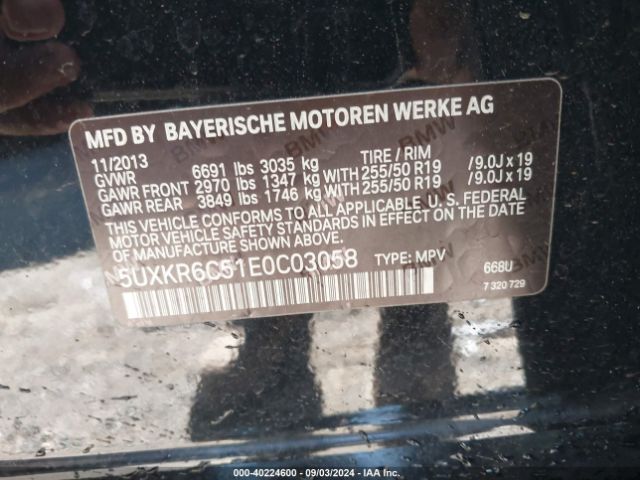 MFD BY BAYERISCHE MOTOREN WERKE AG
11/2013 TIRE / RIM
GVWR 6691 lbs 3035 kg
GAWR FRONT 2970 lbs 1347 kg WITH 255/50 R19 /9.0J x 19
GAWR REAR 3849 lbs 1746 kg WITH 255/50 R19 /9.0J x 19
THIS VEHICLE CONFORMS TO ALL APPLICABLE U.S. FEDERAL
MOTOR VEHICLE SAFETY STANDARDS IN EFFECT ON THE DATE
OF MANUFACTURE SHOWN ABOVE.
5UXKR6C51E0C03058 TYPE: MPV 668U
7 320 729
000-40224600 - 09/03/2024 - IAA Inc.